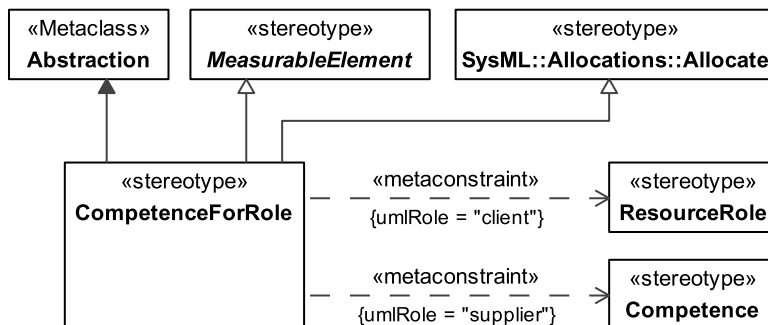 «Metaclass»
Abstraction
«stereotype»
MeasurableElement
«stereotype»
SysML::Allocations::Allocate
«stereotype»
CompetenceForRole
«metaconstraint»
{umlRole = "client"}
«stereotype»
ResourceRole
«metaconstraint»
{umlRole = "supplier"}
«stereotype»
Competence